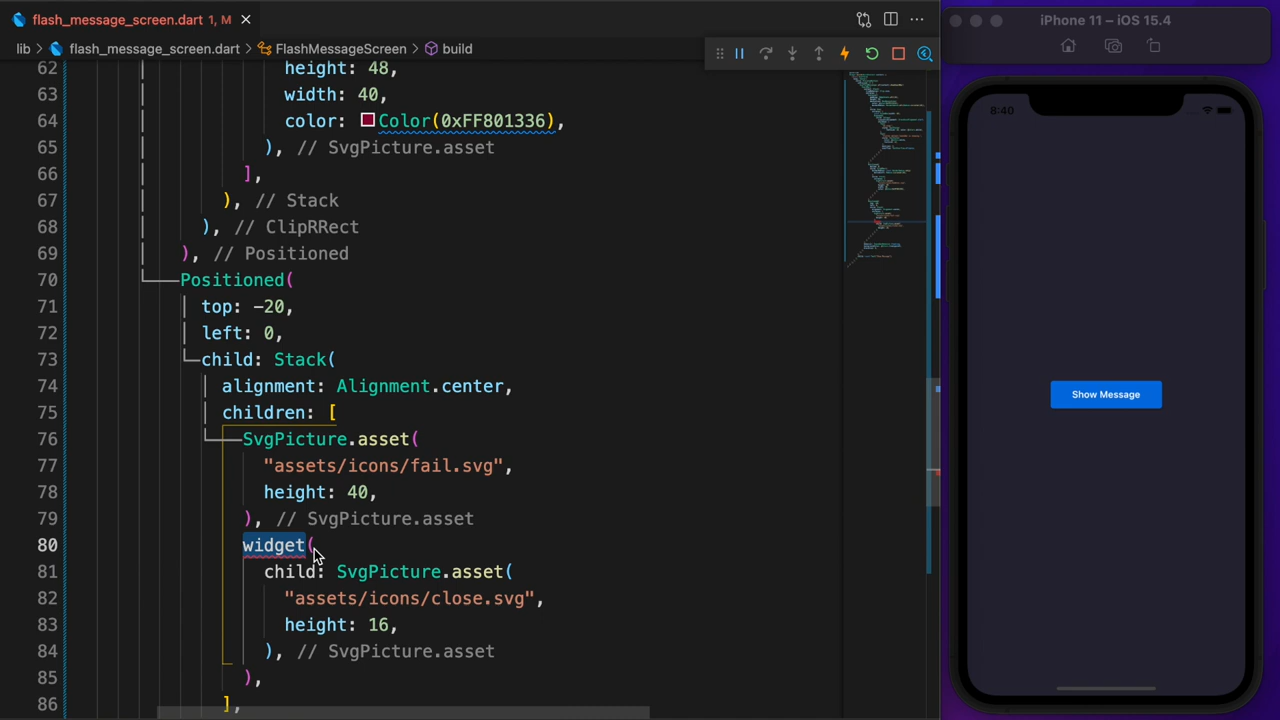 flash_message_screen.dart 1, M
lib > flash_message_screen.dart > FlashMessageScreen > build
62 height: 48,
63 width: 40,
64 color: Color(0xFF801336),
65 ), // SvgPicture.asset
66 ],
67 ), // Stack
68 ), // ClipRRect
69 ), // Positioned
70 Positioned(
71 top: -20,
72 left: 0,
73 child: Stack(
74 alignment: Alignment.center,
75 children: [
76 SvgPicture.asset(
77 "assets/icons/fail.svg",
78 height: 40,
79 ), // SvgPicture.asset
80 widget(
81 child: SvgPicture.asset(
82 "assets/icons/close.svg",
83 height: 16,
84 ), // SvgPicture.asset
85 ),
86 ],
iPhone 11 – iOS 15.4
8:40
Show Message